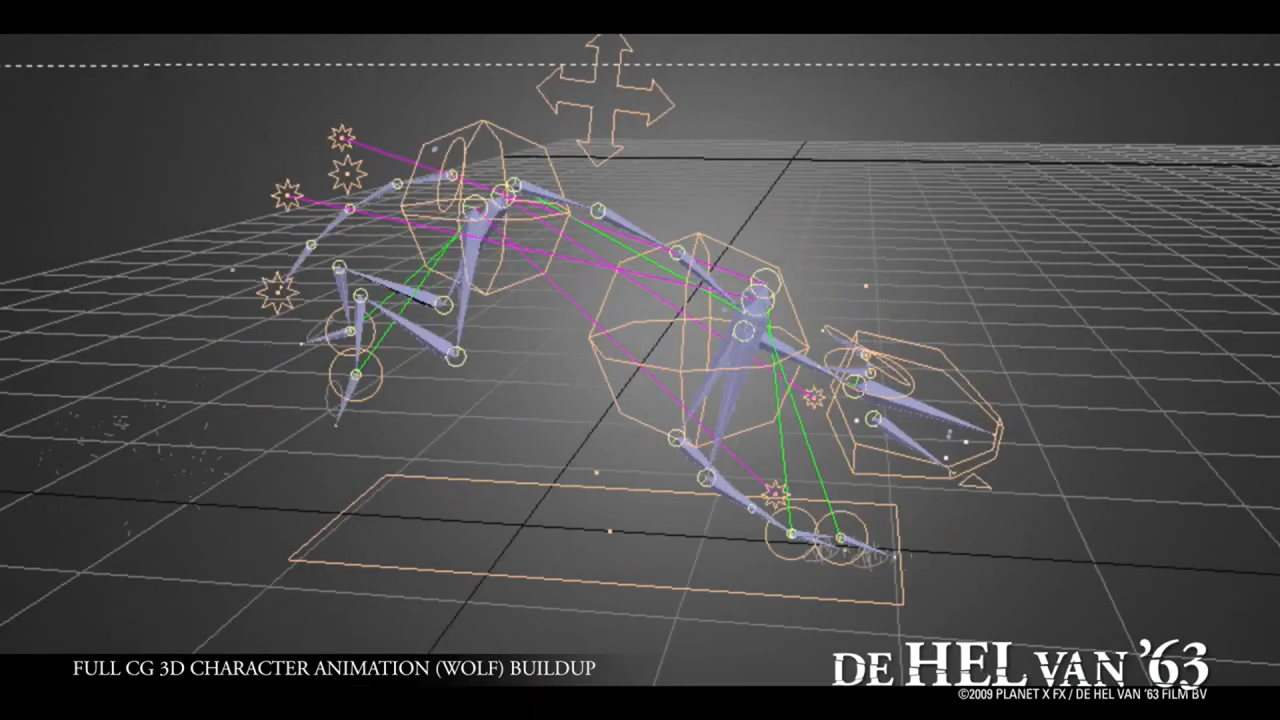 FULL CG 3D CHARACTER ANIMATION (WOLF) BUILDUP
DE HEL VAN '63
©2009 PLANET X FX / DE HEL VAN '63 FILM BV